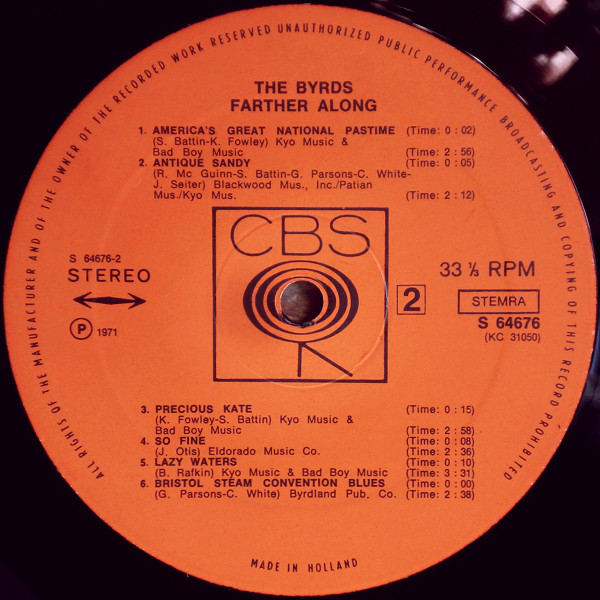 ALL RIGHTS OF THE MANUFACTURER AND OF THE OWNER OF THE RECORDED WORK RESERVED UNAUTHORIZED PUBLIC PERFORMANCE BROADCASTING AND COPYING OF THIS RECORD PROHIBITED
THE BYRDS
FARTHER ALONG
1. AMERICA'S GREAT NATIONAL PASTIME (Time: 0 : 02)
(S. Battin-K. Fowley) Kyo Music &
Bad Boy Music (Time: 2 : 56)
2. ANTIQUE SANDY (Time: 0 : 05)
(R. Mc Guinn-S. Battin-G. Parsons-C. White-
J. Seiter) Blackwood Mus., Inc./Patian
Mus./Kyo Mus. (Time: 2 : 12)
CBS
S 64676-2
STEREO
℗ 1971
33 ⅓ RPM
2
STEMRA
S 64676
(KC 31050)
3. PRECIOUS KATE (Time: 0 : 15)
(K. Fowley-S. Battin) Kyo Music &
Bad Boy Music (Time: 2 : 58)
4. SO FINE (Time: 0 : 08)
(J. Otis) Eldorado Music Co. (Time: 2 : 36)
5. LAZY WATERS (Time: 0 : 10)
(B. Rafkin) Kyo Music & Bad Boy Music (Time: 3 : 31)
6. BRISTOL STEAM CONVENTION BLUES (Time: 0 : 00)
(G. Parsons-C. White) Byrdland Pub. Co. (Time: 2 : 38)
MADE IN HOLLAND